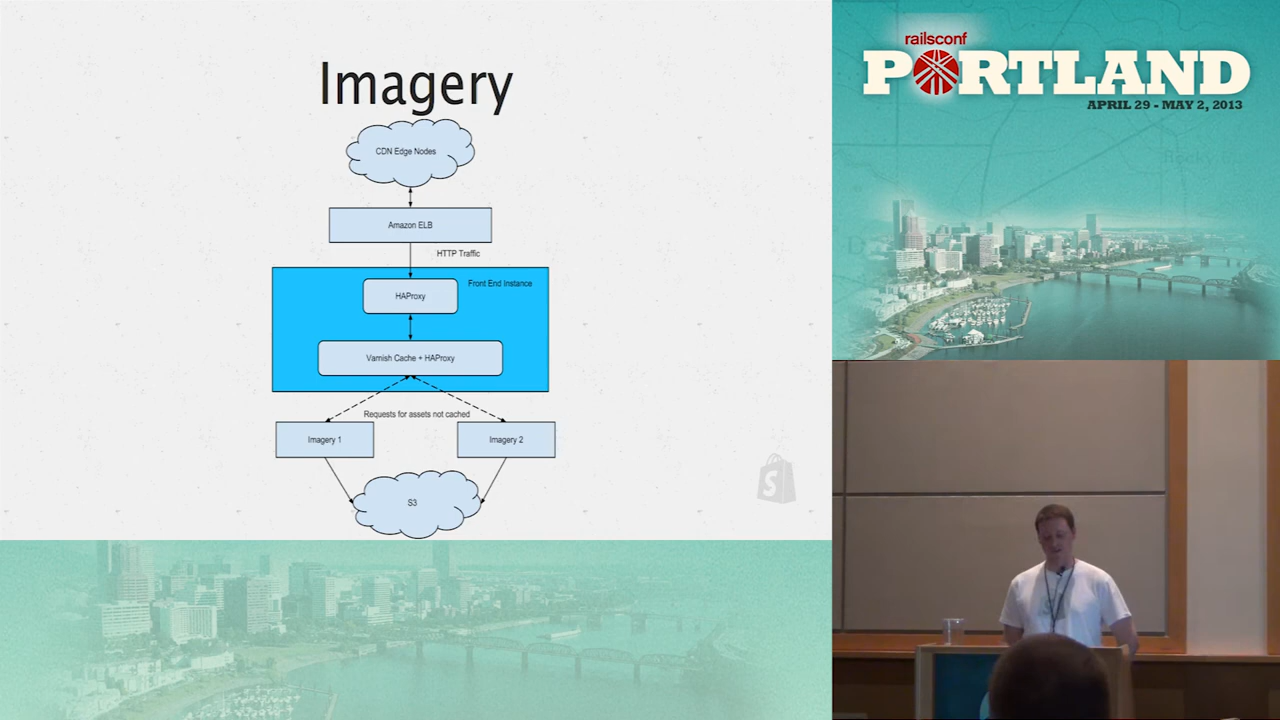 Imagery
CDN Edge Nodes
Amazon ELB
HTTP Traffic
Front End Instance
HAProxy
Varnish Cache + HAProxy
Requests for assets not cached
Imagery 1
Imagery 2
S3
S
railsconf
PORTLAND
APRIL 29 - MAY 2, 2013